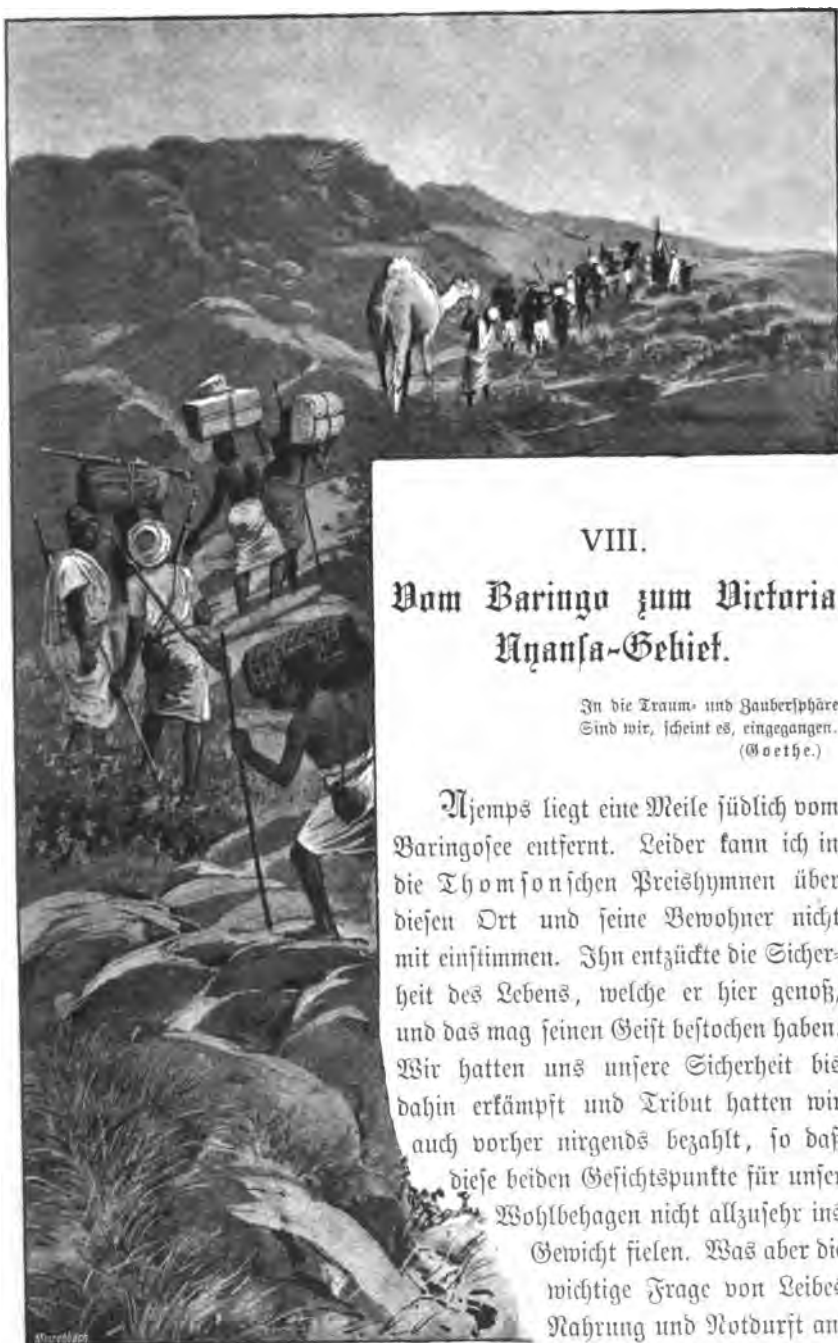 VIII.
Vom Baringo zum Victoria
Nyansa-Gebiet.
In die Traum- und Zaubersphäre
Sind wir, scheint es, eingegangen.
(Goethe.)
Njemps liegt eine Meile südlich vom
Baringosee entfernt. Leider kann ich in
die Thomsonschen Preishymnen über
diesen Ort und seine Bewohner nicht
mit einstimmen. Ihn entzückte die Sicher-
heit des Lebens, welche er hier genoß,
und das mag seinen Geist bestochen haben.
Wir hatten uns unsere Sicherheit bis
dahin erkämpft und Tribut hatten wir
auch vorher nirgends bezahlt, so daß
diese beiden Gesichtspunkte für unser
Wohlbehagen nicht allzusehr ins
Gewicht fielen. Was aber die
wichtige Frage von Leibes
Nahrung und Notdurft an